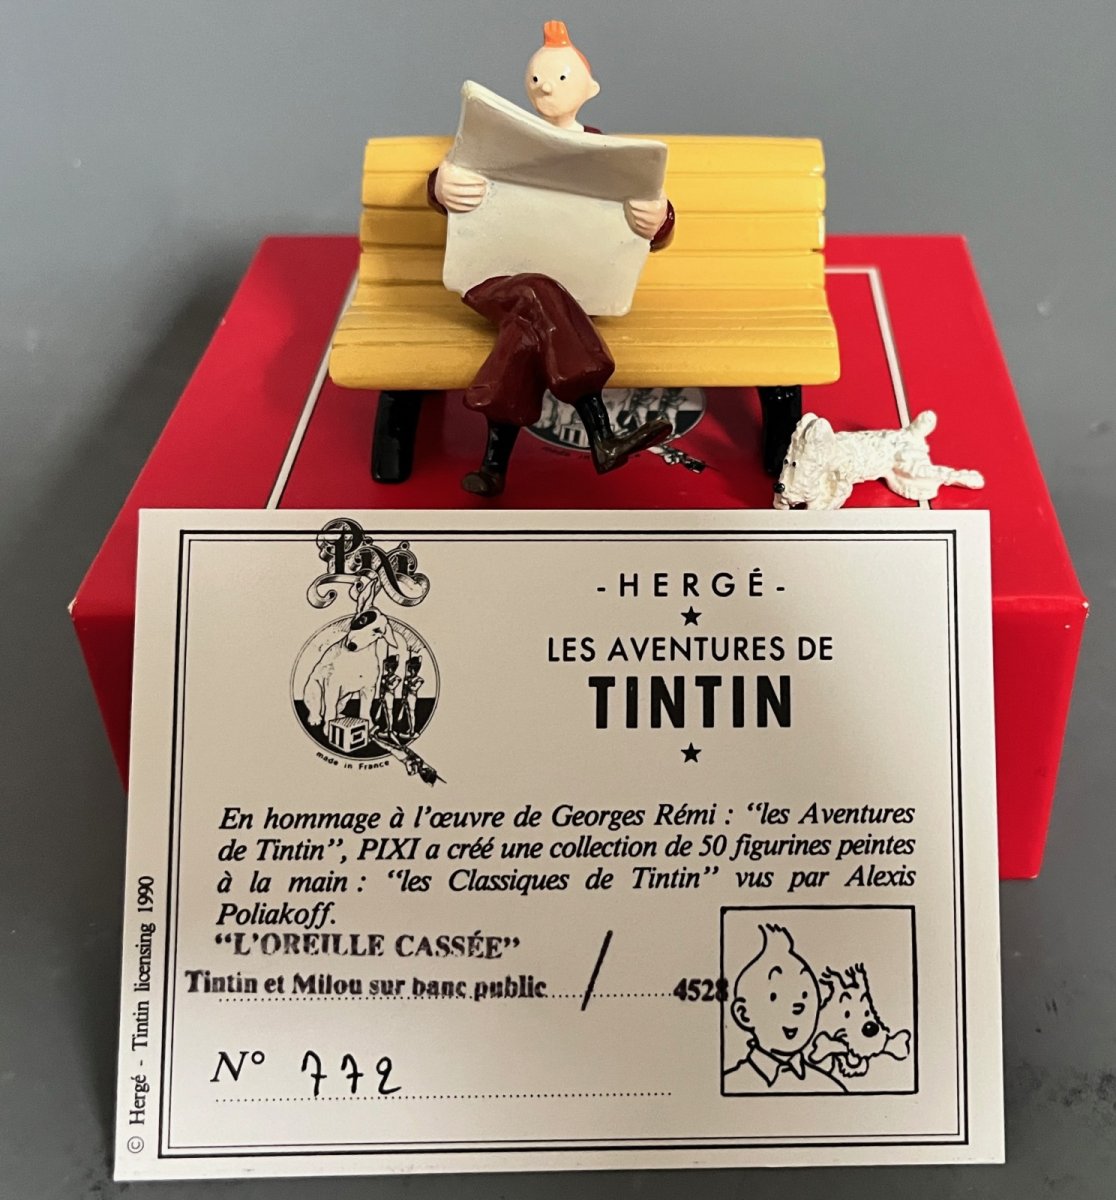 Pixi
made in France
- HERGÉ -
LES AVENTURES DE
TINTIN
En hommage à l'œuvre de Georges Rémi : "les Aventures
de Tintin", PIXI a créé une collection de 50 figurines peintes
à la main : "les Classiques de Tintin" vus par Alexis
Poliakoff.
"L'OREILLE CASSÉE"
Tintin et Milou sur banc public / 4528
N° 772
© Hergé - Tintin licensing 1990